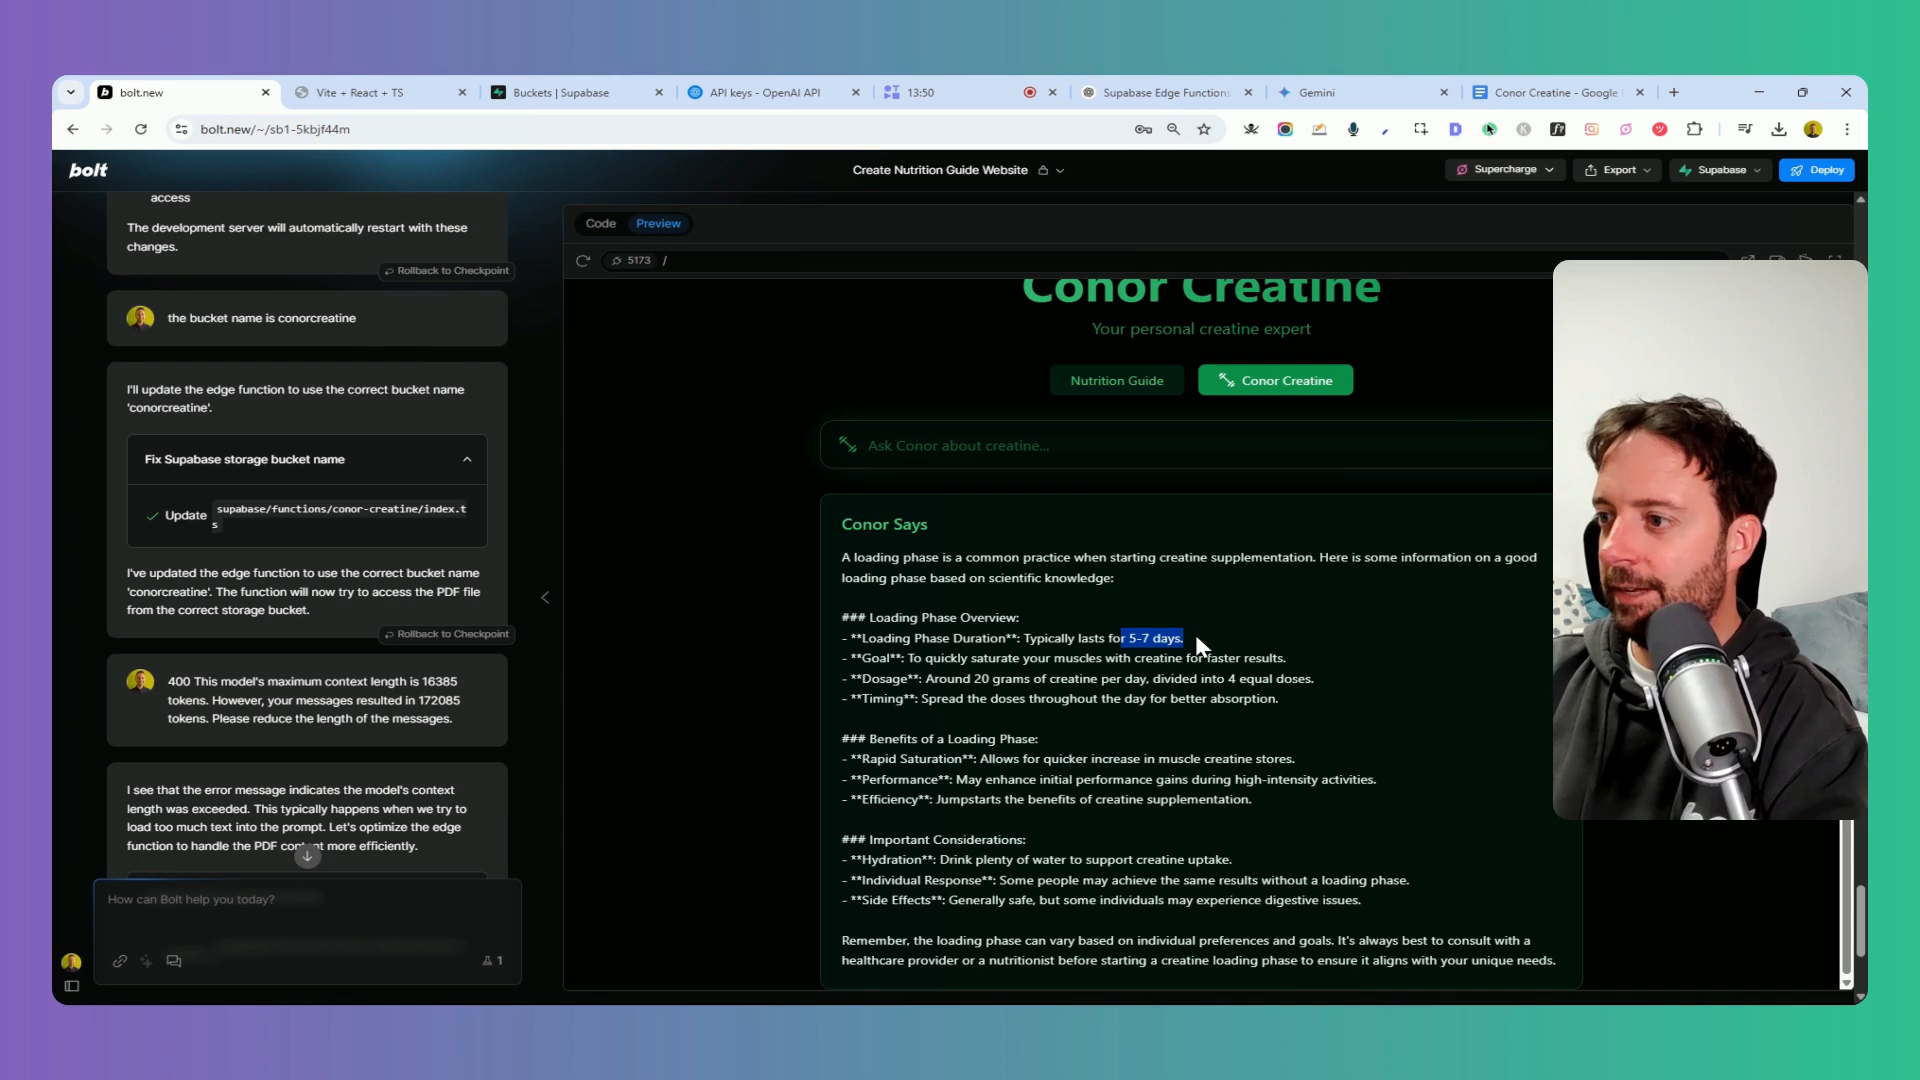 bolt.new
Vite + React + TS
Buckets | Supabase
API keys - OpenAI API
13:50
Supabase Edge Functions
Gemini
Conor Creatine - Google
bolt.new/~/sb1-5kbjf44m
bolt
Create Nutrition Guide Website
Supercharge
Export
Supabase
Deploy
access
The development server will automatically restart with these
changes.
Rollback to Checkpoint
the bucket name is conorcreatine
I'll update the edge function to use the correct bucket name
'conorcreatine'.
Fix Supabase storage bucket name
Update supabase/functions/conor-creatine/index.t
s
I've updated the edge function to use the correct bucket name
'conorcreatine'. The function will now try to access the PDF file
from the correct storage bucket.
Rollback to Checkpoint
400 This model's maximum context length is 16385
tokens. However, your messages resulted in 172085
tokens. Please reduce the length of the messages.
I see that the error message indicates the model's context
length was exceeded. This typically happens when we try to
load too much text into the prompt. Let's optimize the edge
function to handle the PDF content more efficiently.
How can Bolt help you today?
1
Code
Preview
5173
/
Conor Creatine
Your personal creatine expert
Nutrition Guide
Conor Creatine
Ask Conor about creatine...
Conor Says
A loading phase is a common practice when starting creatine supplementation. Here is some information on a good
loading phase based on scientific knowledge:
### Loading Phase Overview:
- **Loading Phase Duration**: Typically lasts for 5-7 days.
- **Goal**: To quickly saturate your muscles with creatine for faster results.
- **Dosage**: Around 20 grams of creatine per day, divided into 4 equal doses.
- **Timing**: Spread the doses throughout the day for better absorption.
### Benefits of a Loading Phase:
- **Rapid Saturation**: Allows for quicker increase in muscle creatine stores.
- **Performance**: May enhance initial performance gains during high-intensity activities.
- **Efficiency**: Jumpstarts the benefits of creatine supplementation.
### Important Considerations:
- **Hydration**: Drink plenty of water to support creatine uptake.
- **Individual Response**: Some people may achieve the same results without a loading phase.
- **Side Effects**: Generally safe, but some individuals may experience digestive issues.
Remember, the loading phase can vary based on individual preferences and goals. It's always best to consult with a
healthcare provider or a nutritionist before starting a creatine loading phase to ensure it aligns with your unique needs.